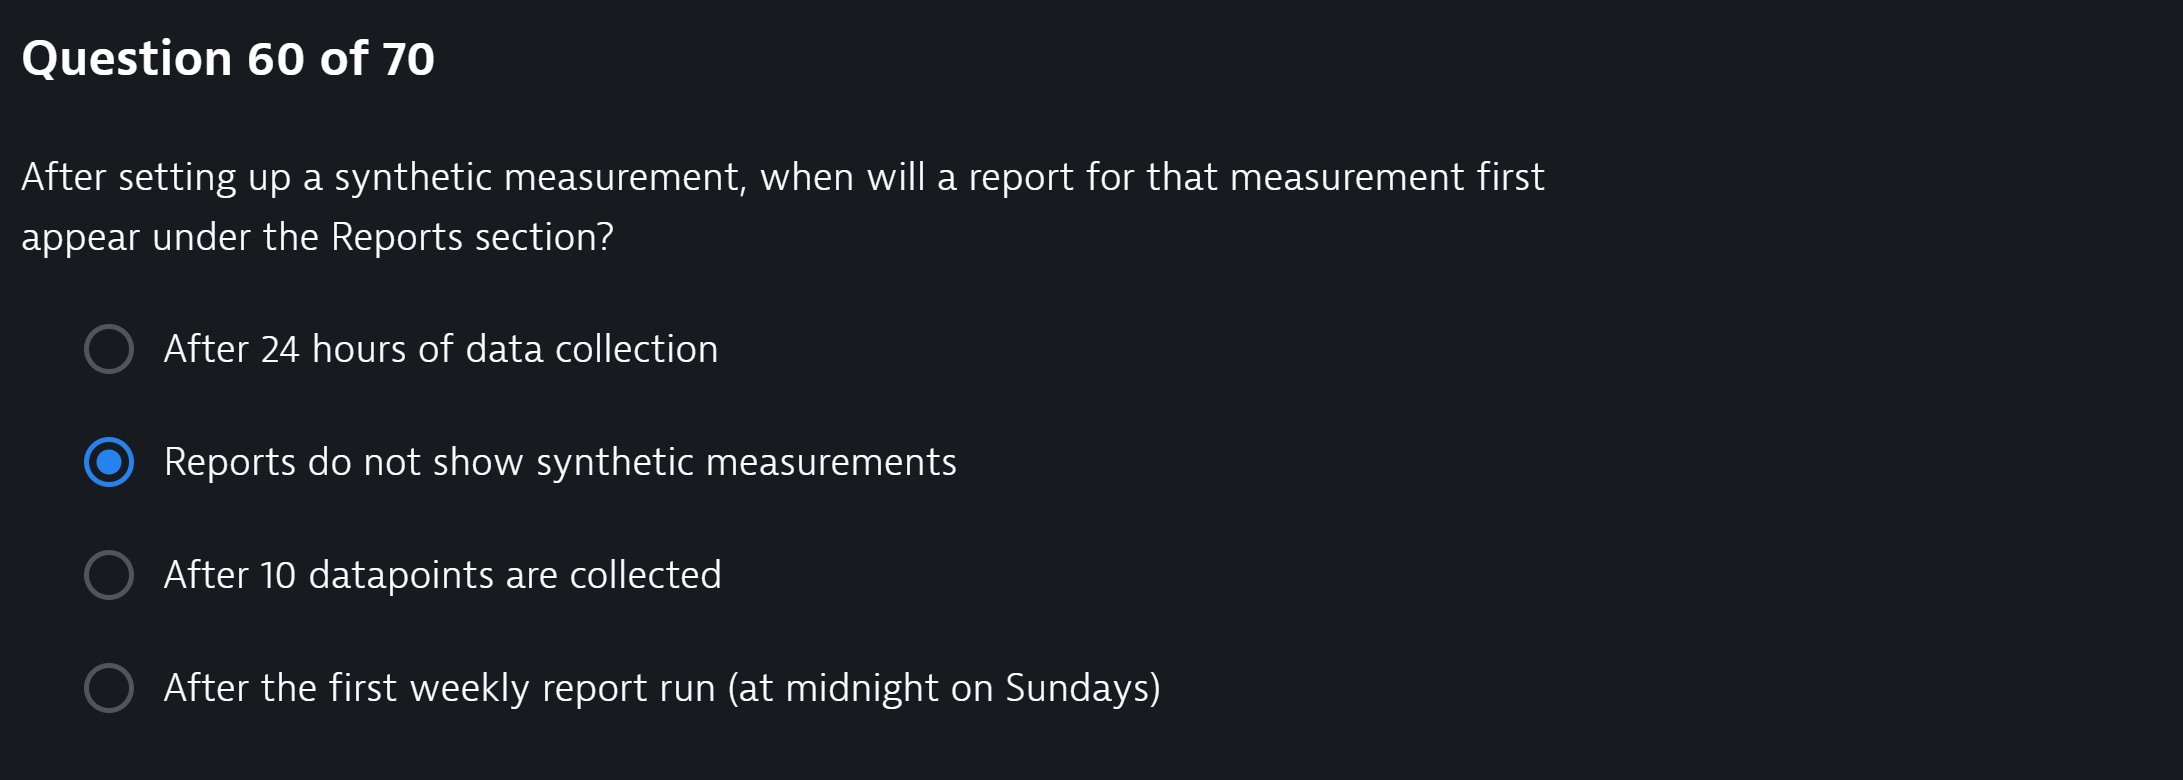 Question 60 of 70
After setting up a synthetic measurement, when will a report for that measurement first
appear under the Reports section?
After 24 hours of data collection
Reports do not show synthetic measurements
After 10 datapoints are collected
After the first weekly report run (at midnight on Sundays)